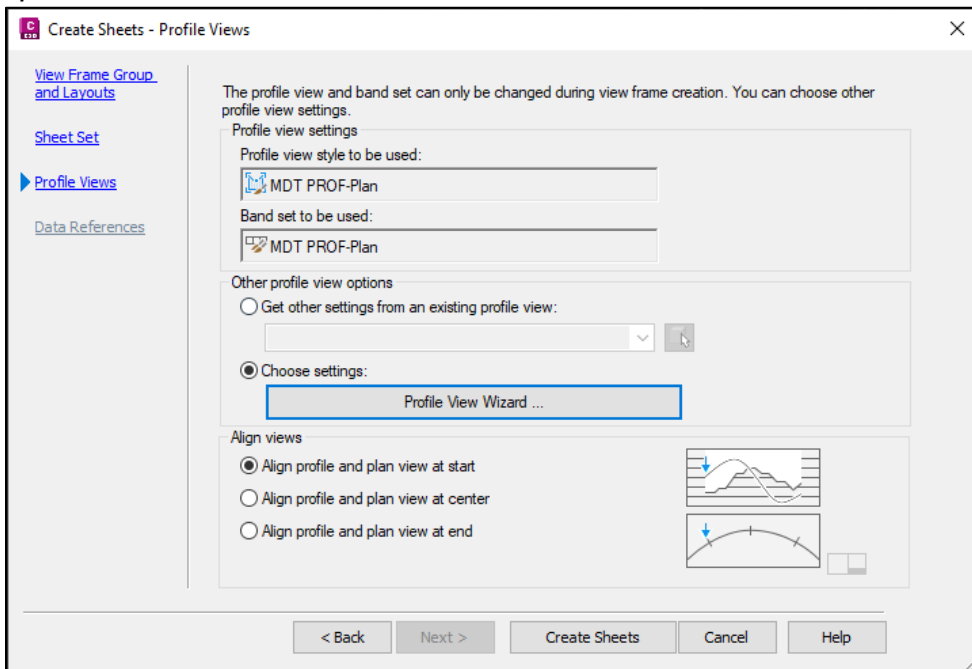 Create Sheets - Profile Views
View Frame Group
and Layouts
Sheet Set
Profile Views
Data References
The profile view and band set can only be changed during view frame creation. You can choose other
profile view settings.
Profile view settings
Profile view style to be used:
MDT PROF-Plan
Band set to be used:
MDT PROF-Plan
Other profile view options
Get other settings from an existing profile view:
Choose settings:
Profile View Wizard ...
Align views
Align profile and plan view at start
Align profile and plan view at center
Align profile and plan view at end
< Back
Next >
Create Sheets
Cancel
Help